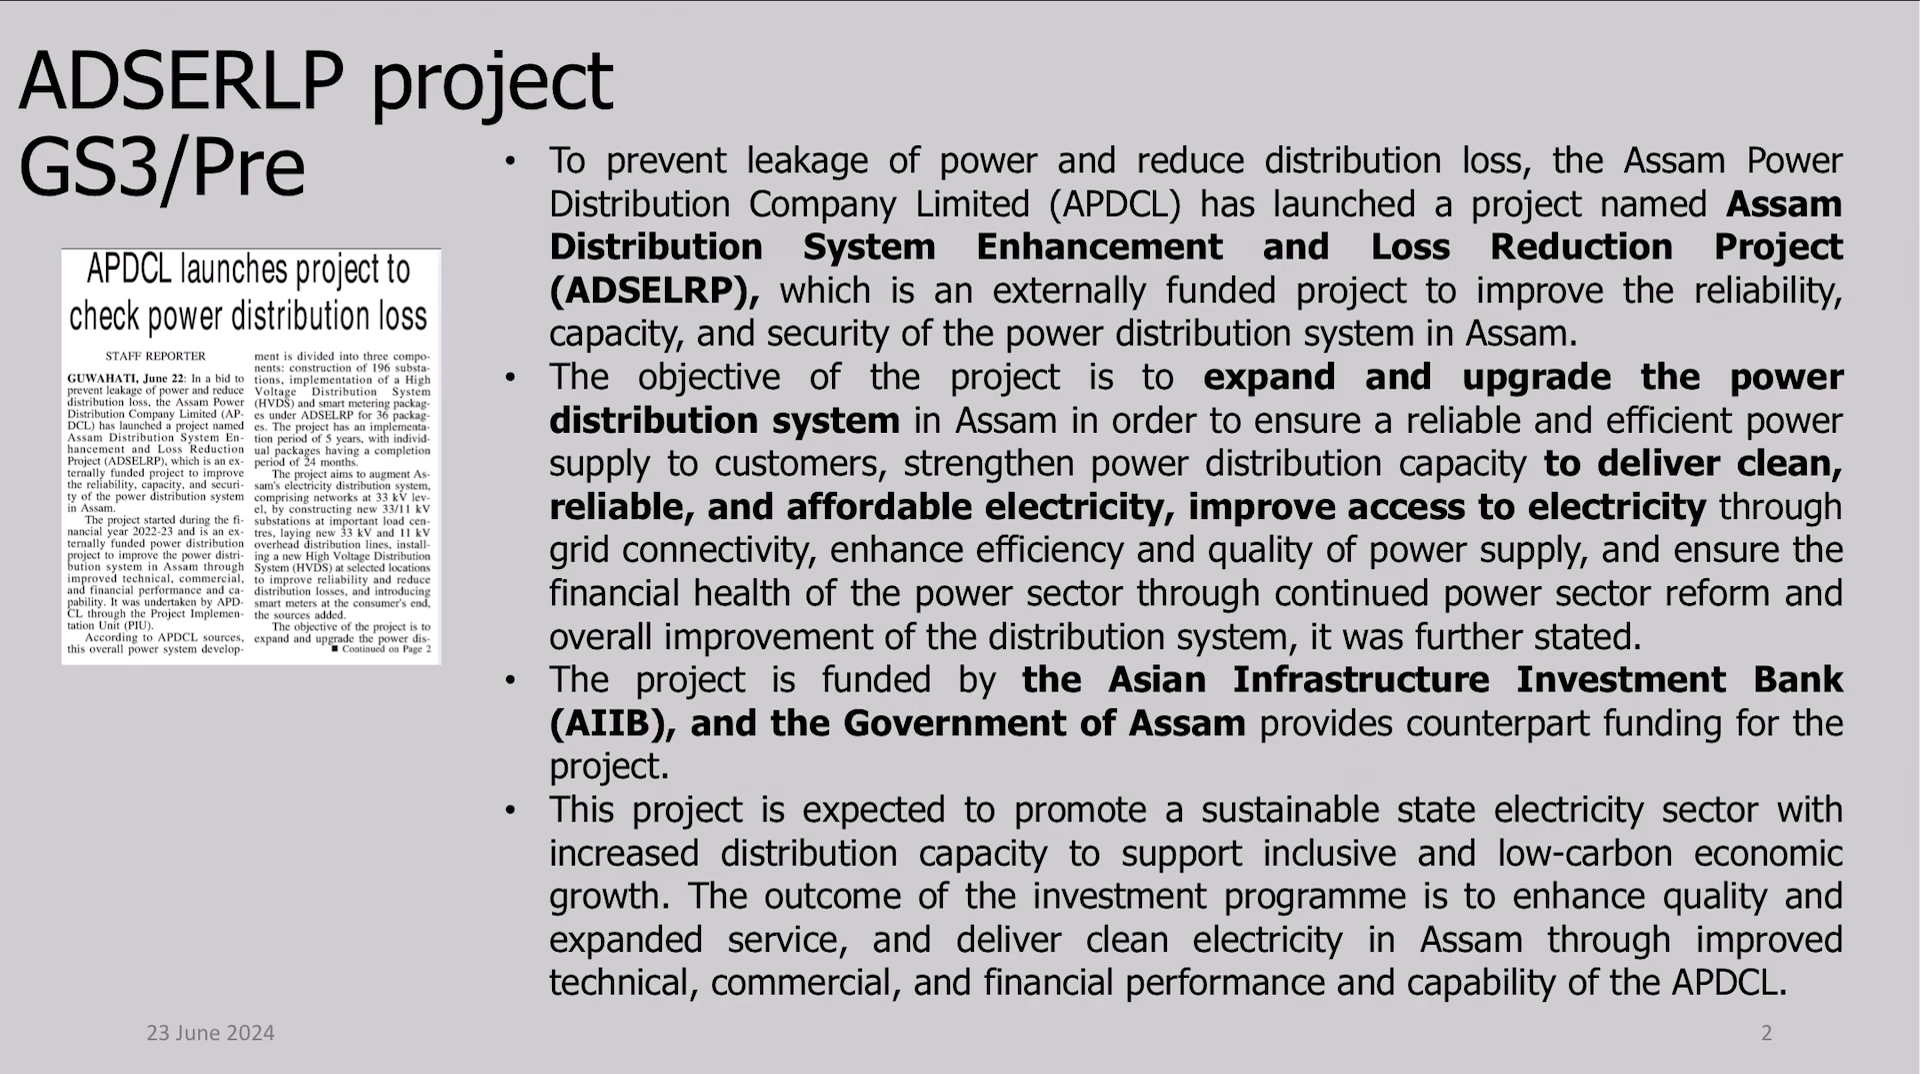 ADSERLP project
GS3/Pre
APDCL launches project to
check power distribution loss
STAFF REPORTER
GUWAHATI, June 22: In a bid to
prevent leakage of power and reduce
distribution loss, the Assam Power
Distribution Company Limited (AP-
DCL) has launched a project named
Assam Distribution System En-
hancement and Loss Reduction
Project (ADSELRP), which is an ex-
ternally funded project to improve
the reliability, capacity, and securi-
ty of the power distribution system
in Assam.
The project started during the fi-
nancial year 2022-23 and is an ex-
ternally funded power distribution
project to improve the power distri-
bution system in Assam through
improved technical, commercial,
and financial performance and ca-
pability. It was undertaken by APD-
CL through the Project Implemen-
tation Unit (PIU).
According to APDCL sources,
this overall power system develop-
ment is divided into three compo-
nents: construction of 196 substa-
tions, implementation of a High
Voltage Distribution System
(HVDS) and smart metering packag-
es under ADSELRP for 36 packag-
es. The project has an implementa-
tion period of 5 years, with individ-
ual packages having a completion
period of 24 months.
The project aims to augment As-
sam's electricity distribution system,
comprising networks at 33 kV lev-
el, by constructing new 33/11 kV
substations at important load cen-
tres, laying new 33 kV and 11 kV
overhead distribution lines, install-
ing a new High Voltage Distribution
System (HVDS) at selected locations
to improve reliability and reduce
distribution losses, and introducing
smart meters at the consumer's end,
the sources added.
The objective of the project is to
expand and upgrade the power dis-
■ Continued on Page 2
• To prevent leakage of power and reduce distribution loss, the Assam Power
Distribution Company Limited (APDCL) has launched a project named Assam
Distribution System Enhancement and Loss Reduction Project
(ADSELRP), which is an externally funded project to improve the reliability,
capacity, and security of the power distribution system in Assam.
• The objective of the project is to expand and upgrade the power
distribution system in Assam in order to ensure a reliable and efficient power
supply to customers, strengthen power distribution capacity to deliver clean,
reliable, and affordable electricity, improve access to electricity through
grid connectivity, enhance efficiency and quality of power supply, and ensure the
financial health of the power sector through continued power sector reform and
overall improvement of the distribution system, it was further stated.
• The project is funded by the Asian Infrastructure Investment Bank
(AIIB), and the Government of Assam provides counterpart funding for the
project.
• This project is expected to promote a sustainable state electricity sector with
increased distribution capacity to support inclusive and low-carbon economic
growth. The outcome of the investment programme is to enhance quality and
expanded service, and deliver clean electricity in Assam through improved
technical, commercial, and financial performance and capability of the APDCL.
23 June 2024
2